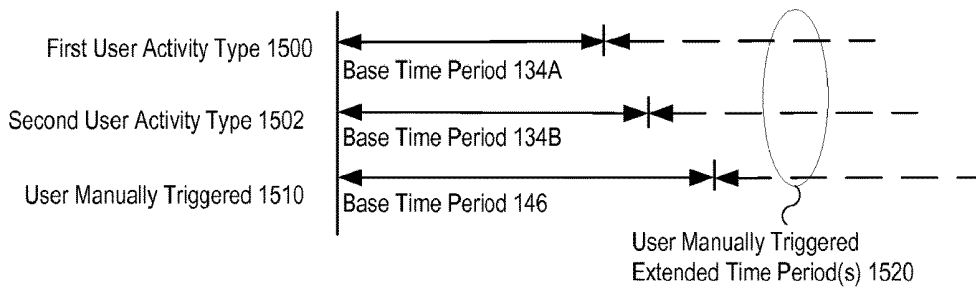 First User Activity Type 1500
Base Time Period 134A
Second User Activity Type 1502
Base Time Period 134B
User Manually Triggered 1510
Base Time Period 146
User Manually Triggered
Extended Time Period(s) 1520